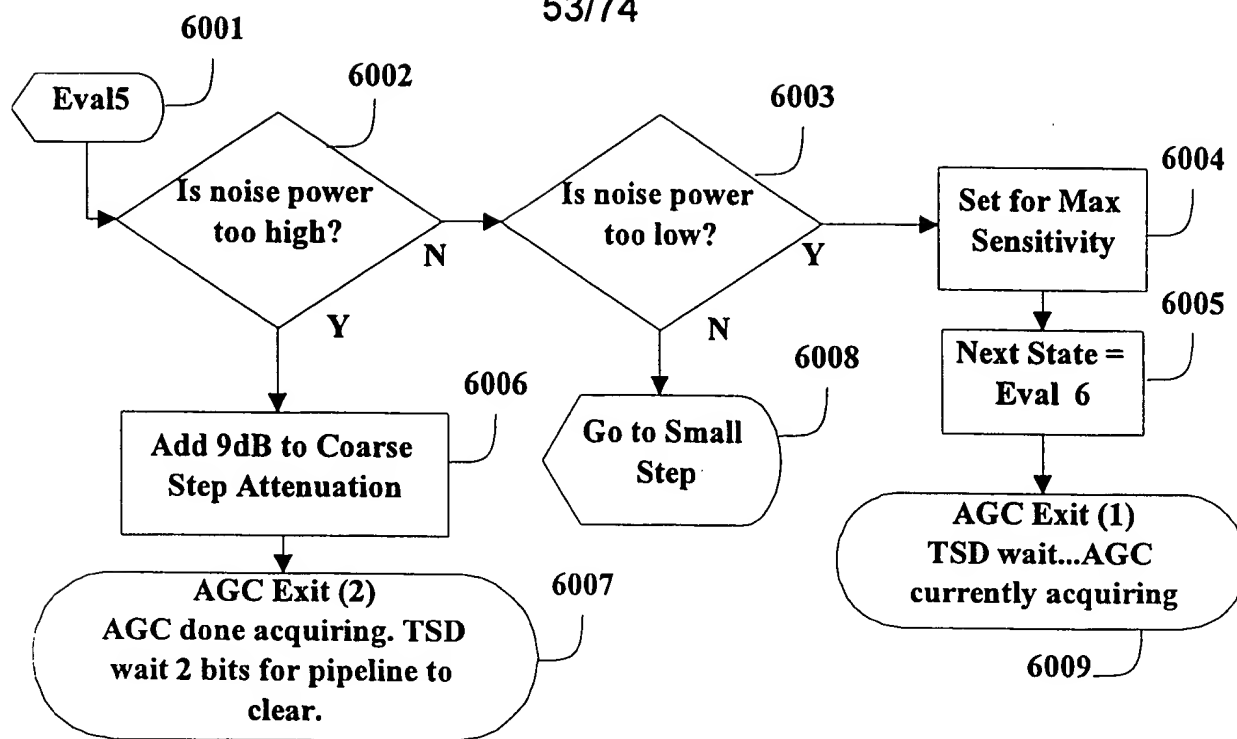 53/74
6001
6002
6003
6004
Eval5
Is noise power
too high?
N
Y
Is noise power
too low?
Y
N
Set for Max
Sensitivity
6005
Next State =
Eval 6
6006
Add 9dB to Coarse
Step Attenuation
6008
Go to Small
Step
AGC Exit (1)
TSD wait...AGC
currently acquiring
6009
6007
AGC Exit (2)
AGC done acquiring. TSD
wait 2 bits for pipeline to
clear.